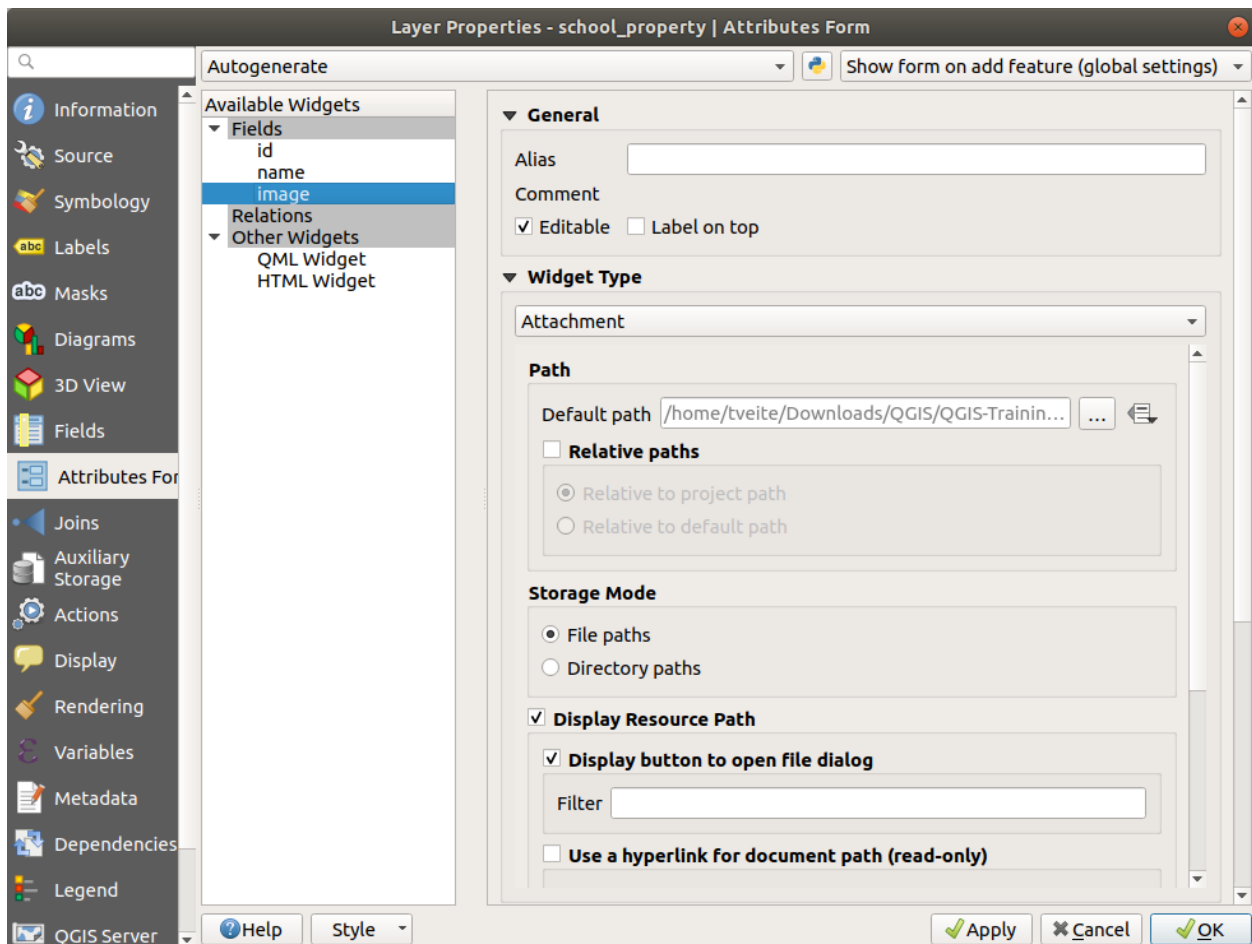 Layer Properties - school_property | Attributes Form
Autogenerate
Show form on add feature (global settings)
Information
Source
Symbology
abc Labels
abc Masks
Diagrams
3D View
Fields
Attributes For
Joins
Auxiliary
Storage
Actions
Display
Rendering
Variables
Metadata
Dependencies
Legend
QGIS Server
Available Widgets
Fields
id
name
image
Relations
Other Widgets
QML Widget
HTML Widget
General
Alias
Comment
Editable Label on top
Widget Type
Attachment
Path
Default path /home/tveite/Downloads/QGIS/QGIS-Trainin... ...
Relative paths
Relative to project path
Relative to default path
Storage Mode
File paths
Directory paths
Display Resource Path
Display button to open file dialog
Filter
Use a hyperlink for document path (read-only)
Help Style Apply Cancel OK